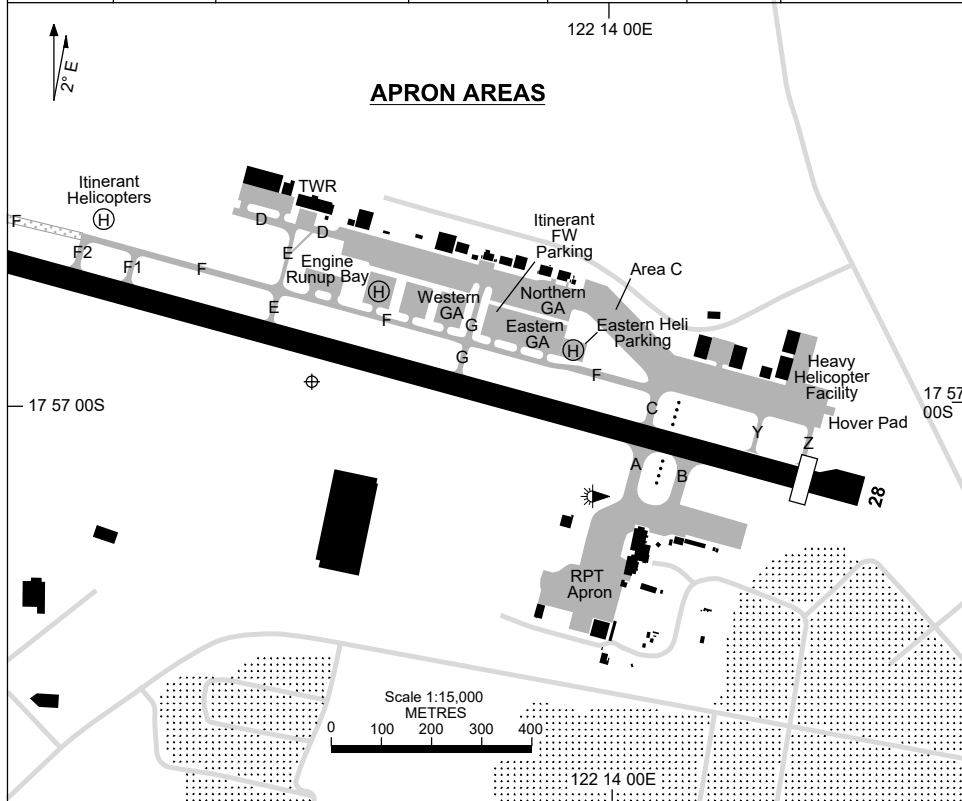 122 14 00E
2° E
APRON AREAS
Itinerant
Helicopters
H
TWR
F
D
D
Itinerant
FW
Parking
F2
F1
F
E
Engine
Runup Bay
H
Area C
Western
GA
Northern
GA
E
F
G
Eastern
GA
Eastern Heli
Parking
H
G
F
Heavy
Helicopter
Facility
17 57 00S
17 57
00S
C
Hover Pad
Y
Z
A
B
28
RPT
Apron
Scale 1:15,000
METRES
0 100 200 300 400
122 14 00E